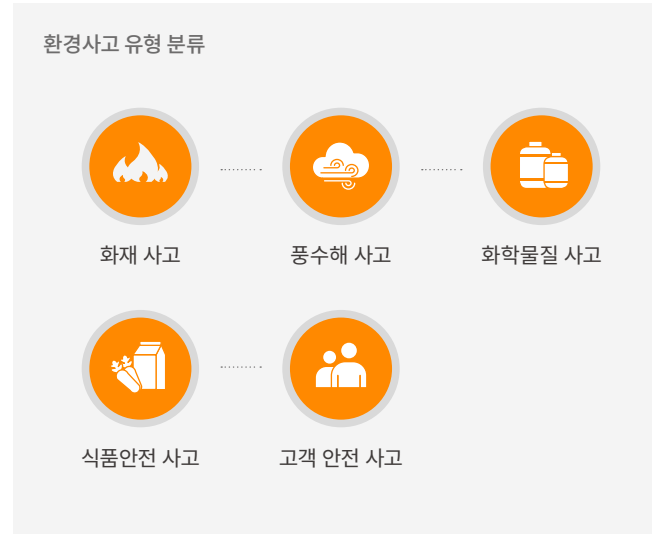 환경사고 유형 분류
화재 사고
풍수해 사고
화학물질 사고
식품안전 사고
고객 안전 사고